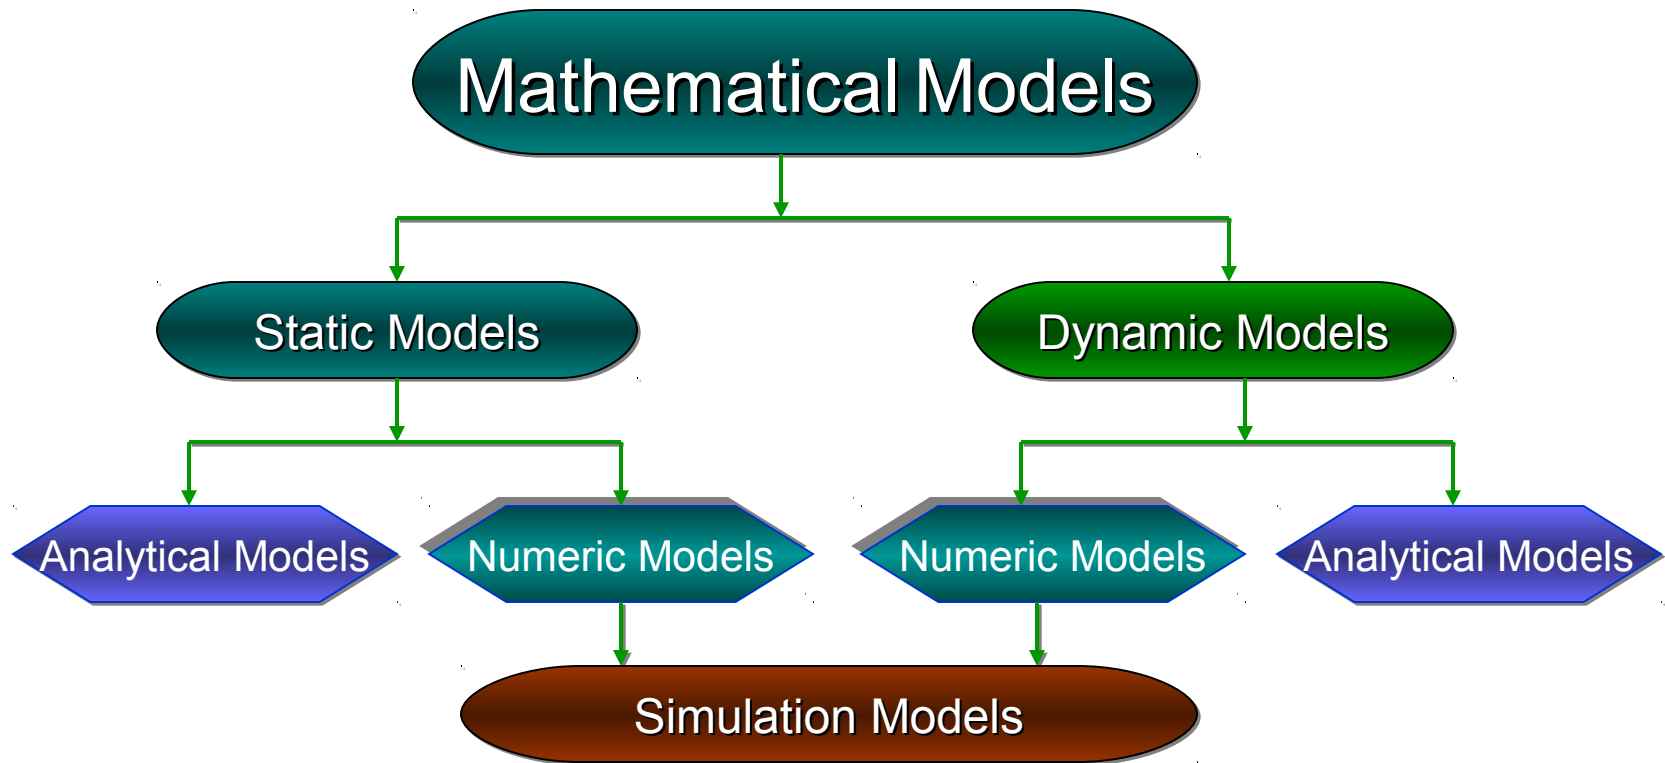 Mathematical Models
Static Models
Dynamic Models
Analytical Models
Numeric Models
Numeric Models
Analytical Models
Simulation Models